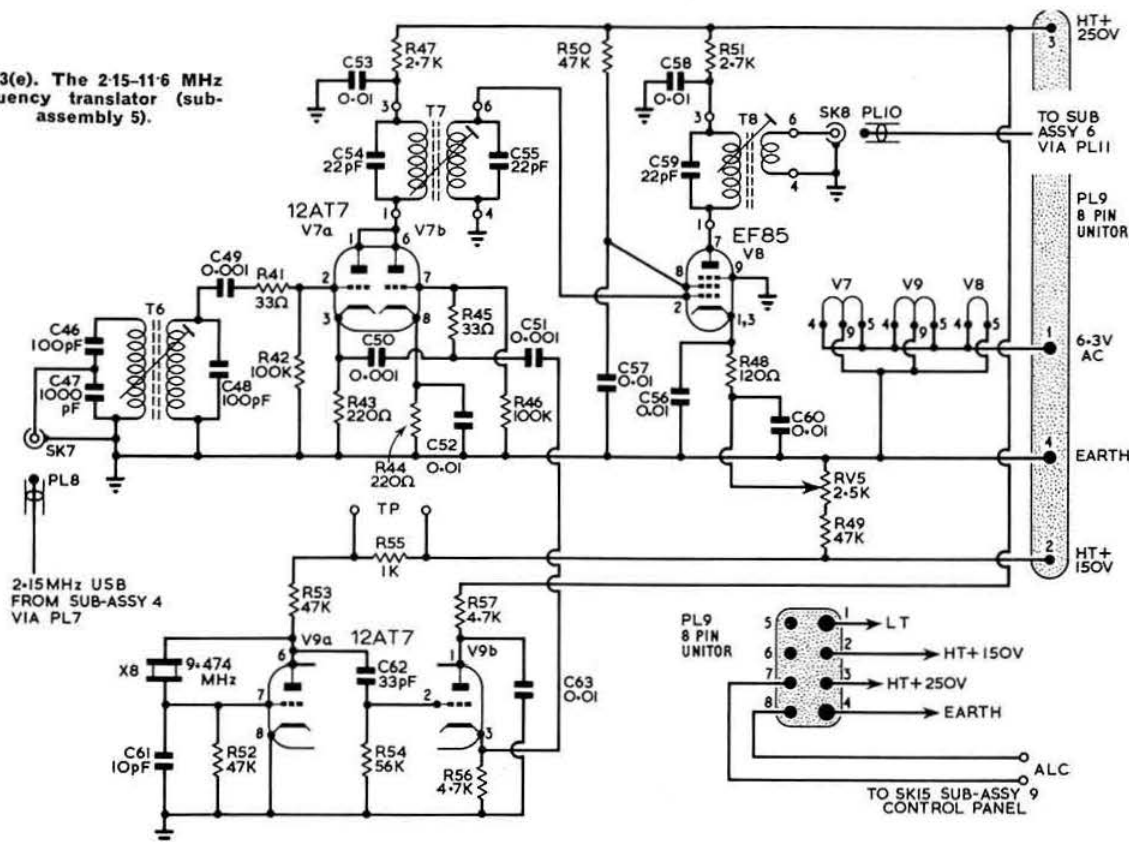 3(e). The 2·15-11·6 MHz
uency translator (sub-
assembly 5).
R47
2·7K
C53
0·01
3
T7
6
C54
22pF
C55
22pF
1
4
12AT7
V7a
V7b
1
6
2
7
3
8
R50
47K
C58
0·01
R51
2·7K
3
T8
6
SK8
PL10
C59
22pF
4
1
EF85
V8
7
8
9
2
1,3
HT+
250V
3
TO SUB
ASSY 6
VIA PL11
PL9
8 PIN
UNITOR
V7
V9
V8
4
9
5
4
9
5
4
5
1
6·3V
AC
C49
0·001
R41
33Ω
T6
C46
100pF
C47
1000
pF
C48
100pF
R42
100K
R43
220Ω
C50
0·001
R45
33Ω
C51
0·001
R44
220Ω
C52
0·01
R46
100K
C57
0·01
C56
0·01
R48
120Ω
C60
0·01
SK7
PL8
4
EARTH
RV5
2·5K
R49
47K
2
HT+
150V
TP
R55
1K
2·15MHz USB
FROM SUB-ASSY 4
VIA PL7
R53
47K
R57
4·7K
V9a
12AT7
V9b
6
1
X8
9·474
MHz
7
8
C62
33pF
2
3
C63
0·01
C61
10pF
R52
47K
R54
56K
R56
4·7K
PL9
8 PIN
UNITOR
5
1
LT
6
2
HT+150V
7
3
HT+250V
8
4
EARTH
ALC
TO SK15 SUB-ASSY 9
CONTROL PANEL